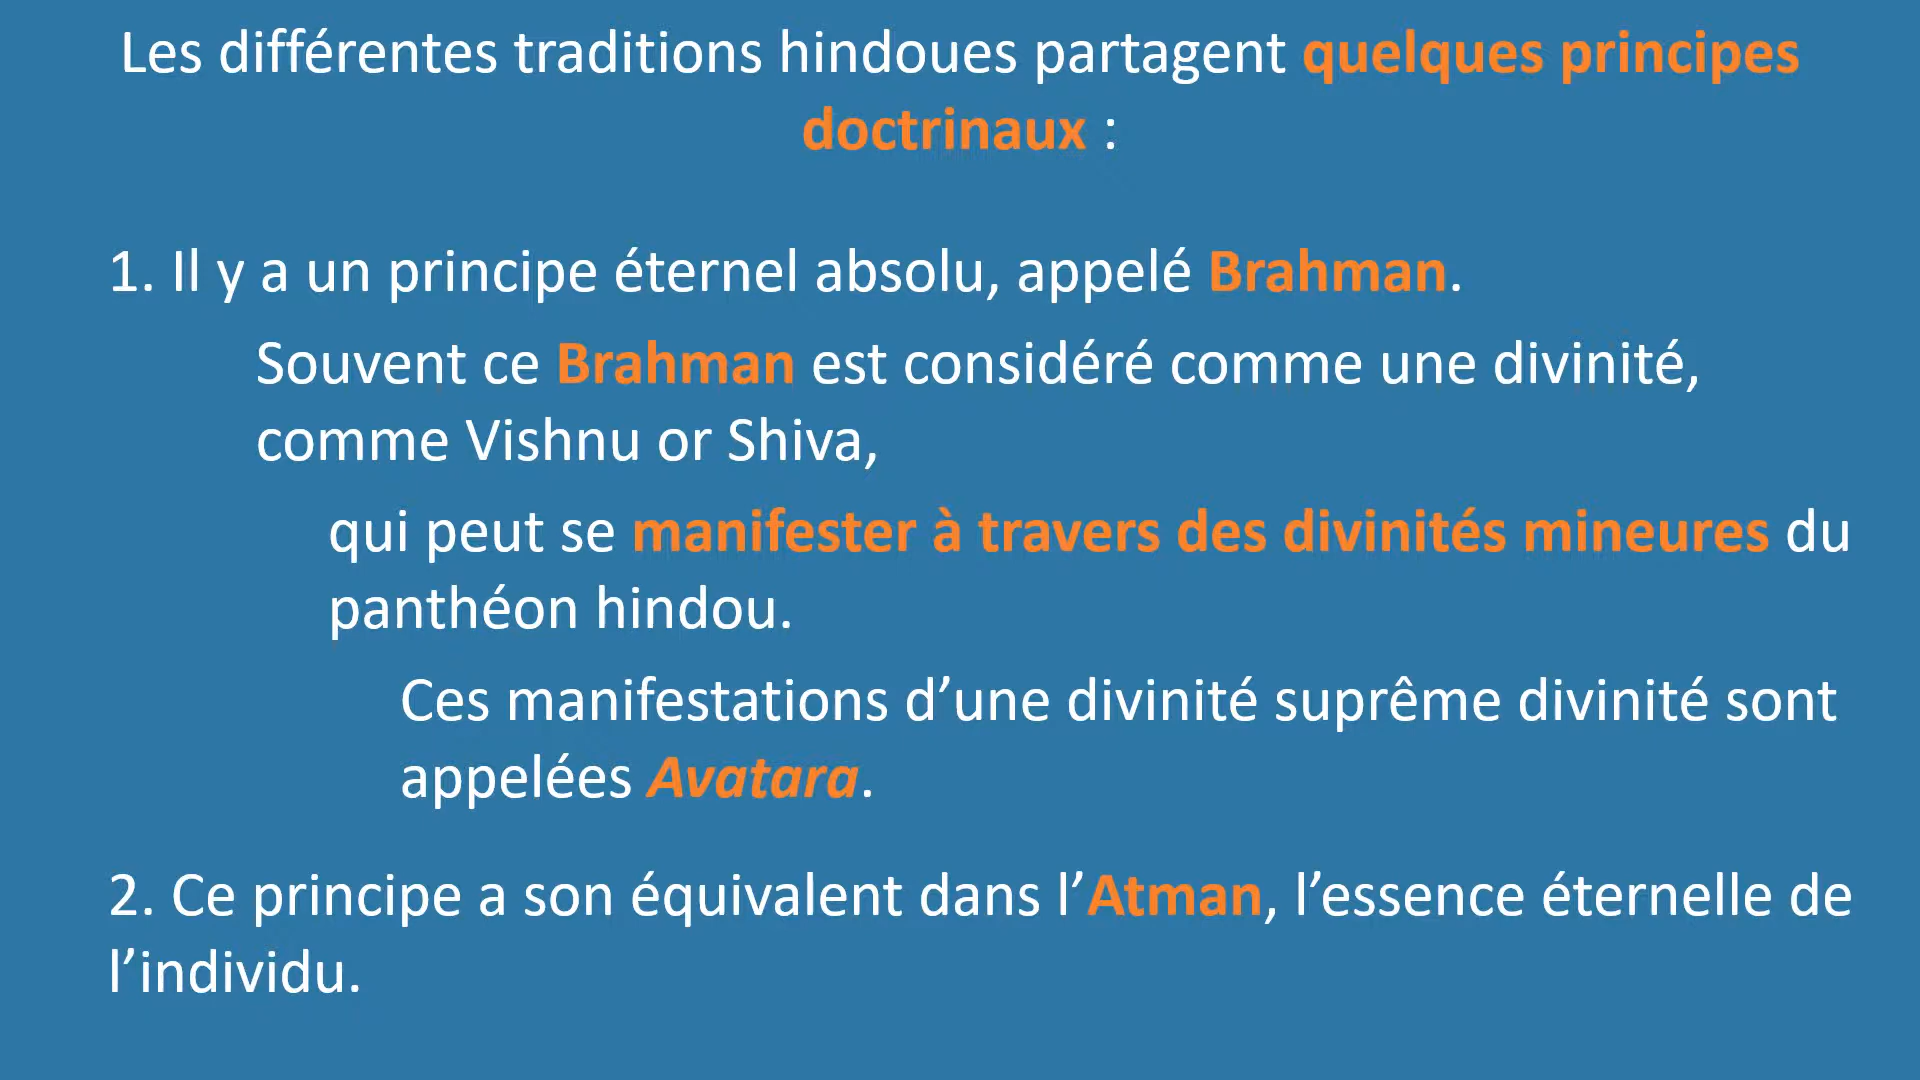 Les différentes traditions hindoues partagent quelques principes
doctrinaux :
1. Il y a un principe éternel absolu, appelé Brahman.
Souvent ce Brahman est considéré comme une divinité,
comme Vishnu or Shiva,
qui peut se manifester à travers des divinités mineures du
panthéon hindou.
Ces manifestations d’une divinité suprême divinité sont
appelées Avatara.
2. Ce principe a son équivalent dans l’Atman, l’essence éternelle de
l’individu.